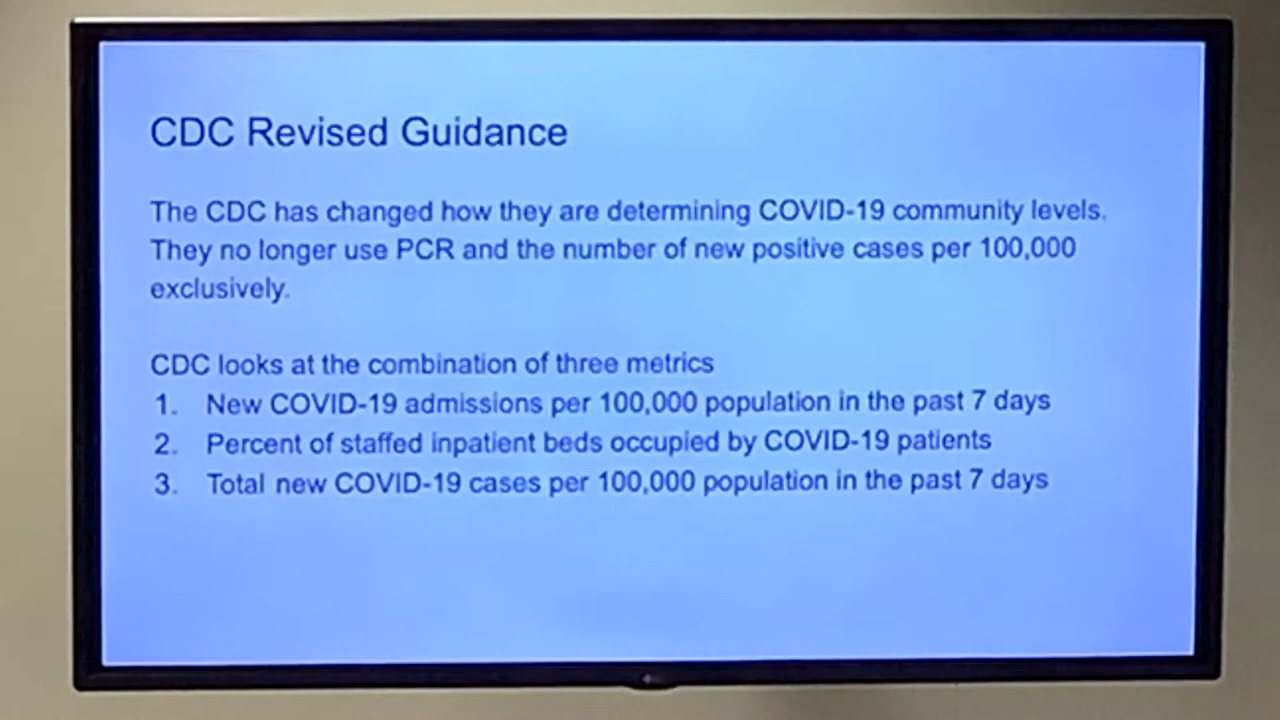 CDC Revised Guidance
The CDC has changed how they are determining COVID-19 community levels.
They no longer use PCR and the number of new positive cases per 100,000
exclusively.
CDC looks at the combination of three metrics
1. New COVID-19 admissions per 100,000 population in the past 7 days
2. Percent of staffed inpatient beds occupied by COVID-19 patients
3. Total new COVID-19 cases per 100,000 population in the past 7 days